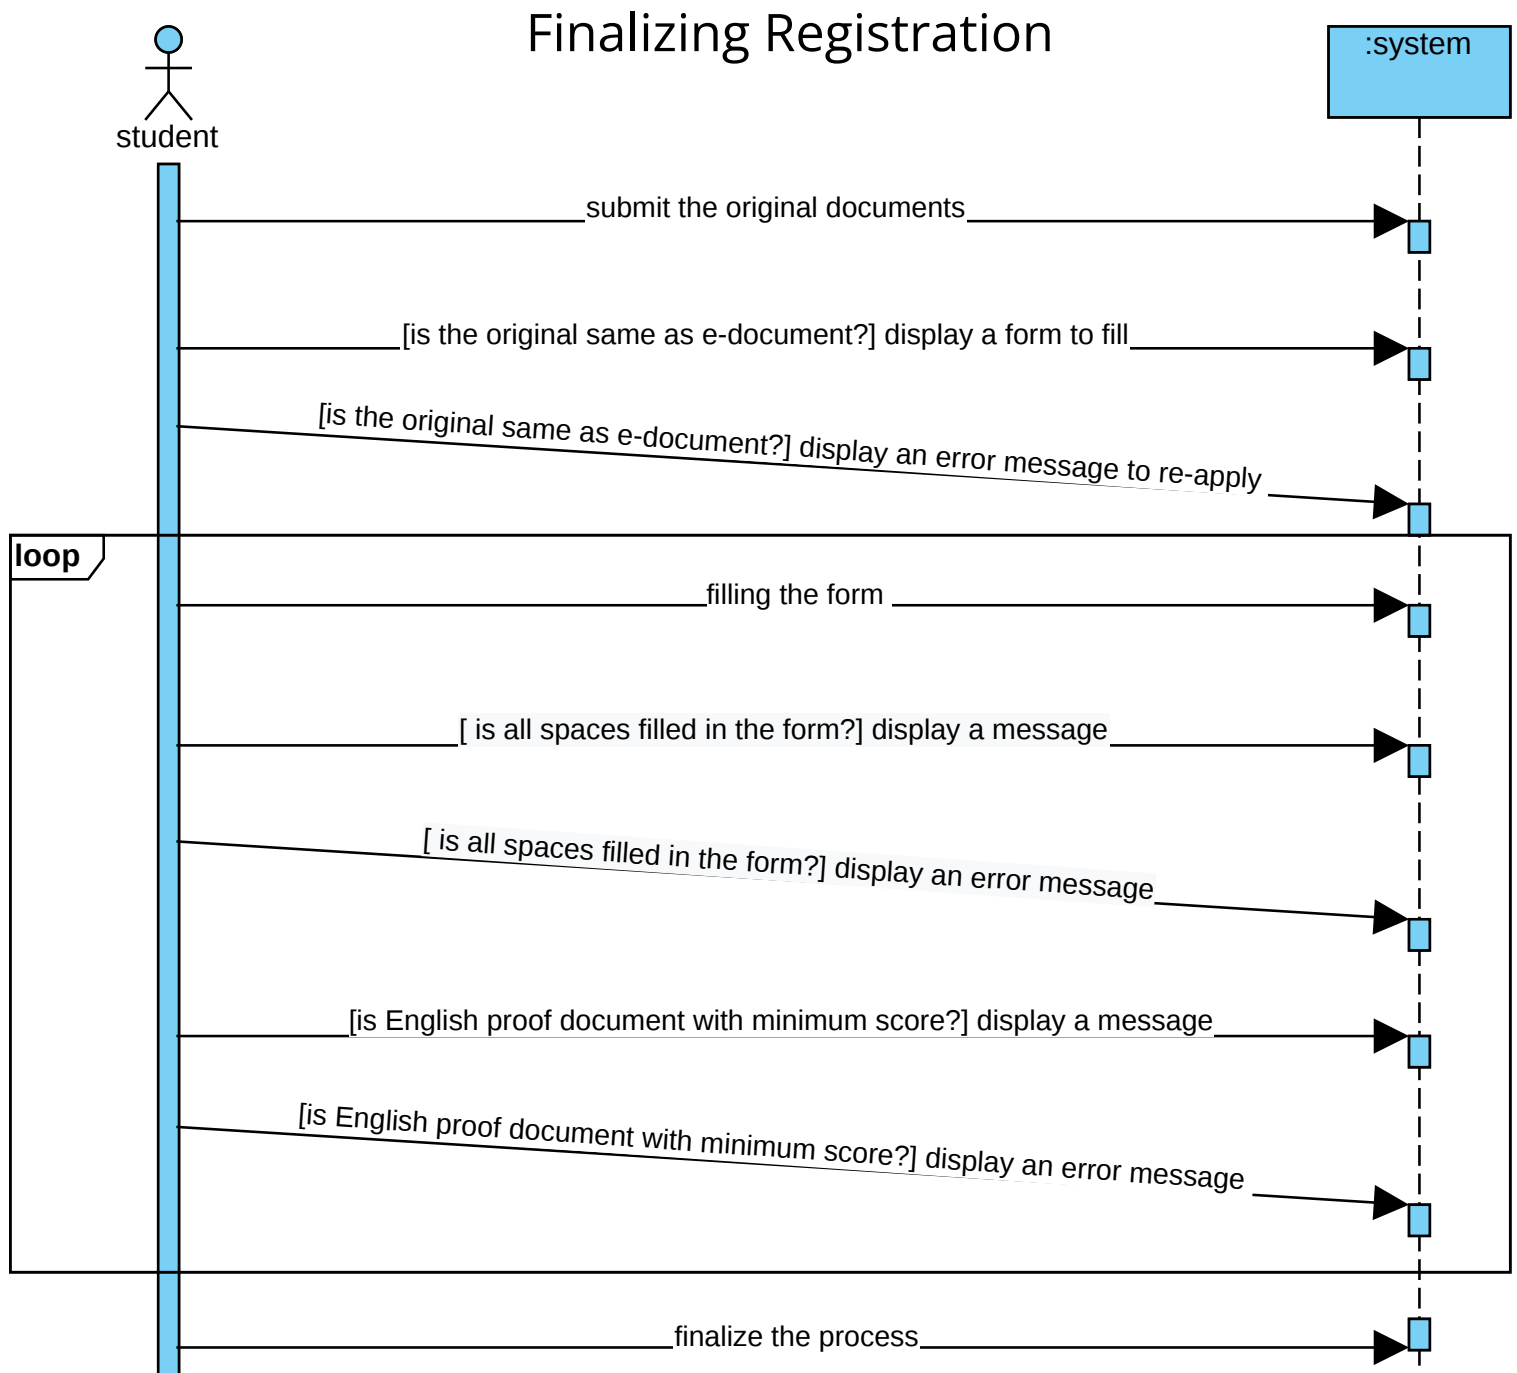 Finalizing Registration
:system
student
submit the original documents
[is the original same as e-document?] display a form to fill
[is the original same as e-document?] display an error message to re-apply
loop
filling the form
[ is all spaces filled in the form?] display a message
[ is all spaces filled in the form?] display an error message
[is English proof document with minimum score?] display a message
[is English proof document with minimum score?] display an error message
finalize the process